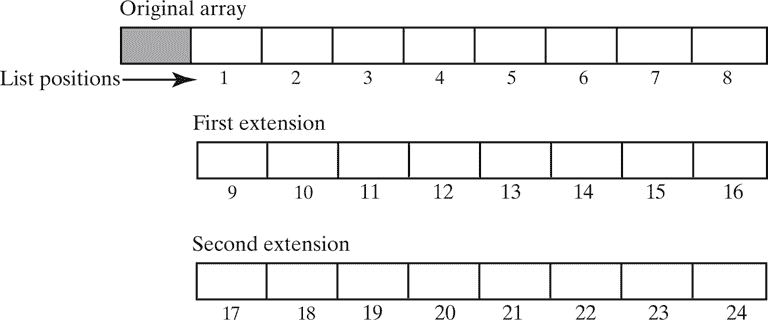 Original array
List positions
1 2 3 4 5 6 7 8
First extension
9 10 11 12 13 14 15 16
Second extension
17 18 19 20 21 22 23 24